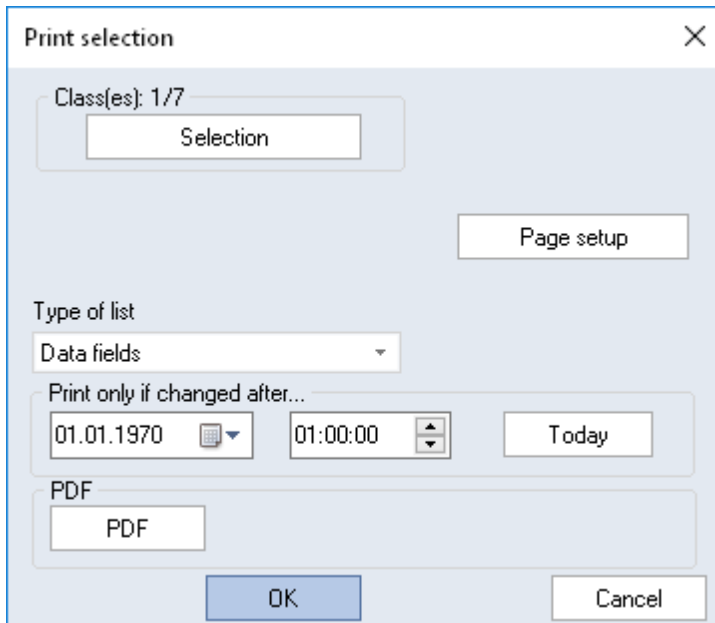 Print selection
Class(es): 1/7
Selection
Page setup
Type of list
Data fields
Print only if changed after...
01.01.1970 01:00:00 Today
PDF
PDF
OK Cancel